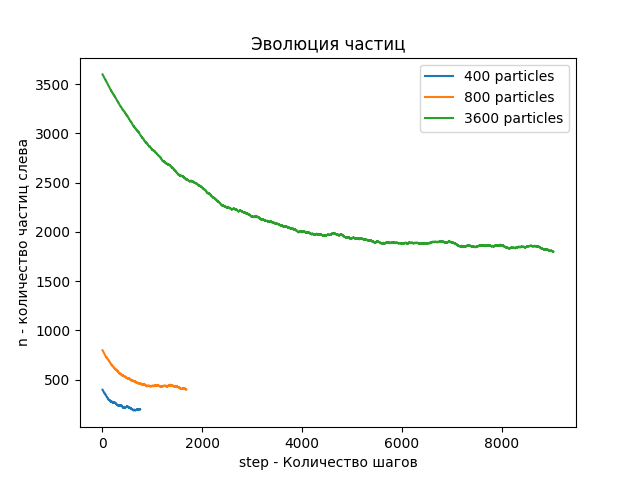 Эволюция частиц
400 particles
800 particles
3600 particles
n - количество частиц слева
3500
3000
2500
2000
1500
1000
500
0
2000
4000
6000
8000
step - Количество шагов